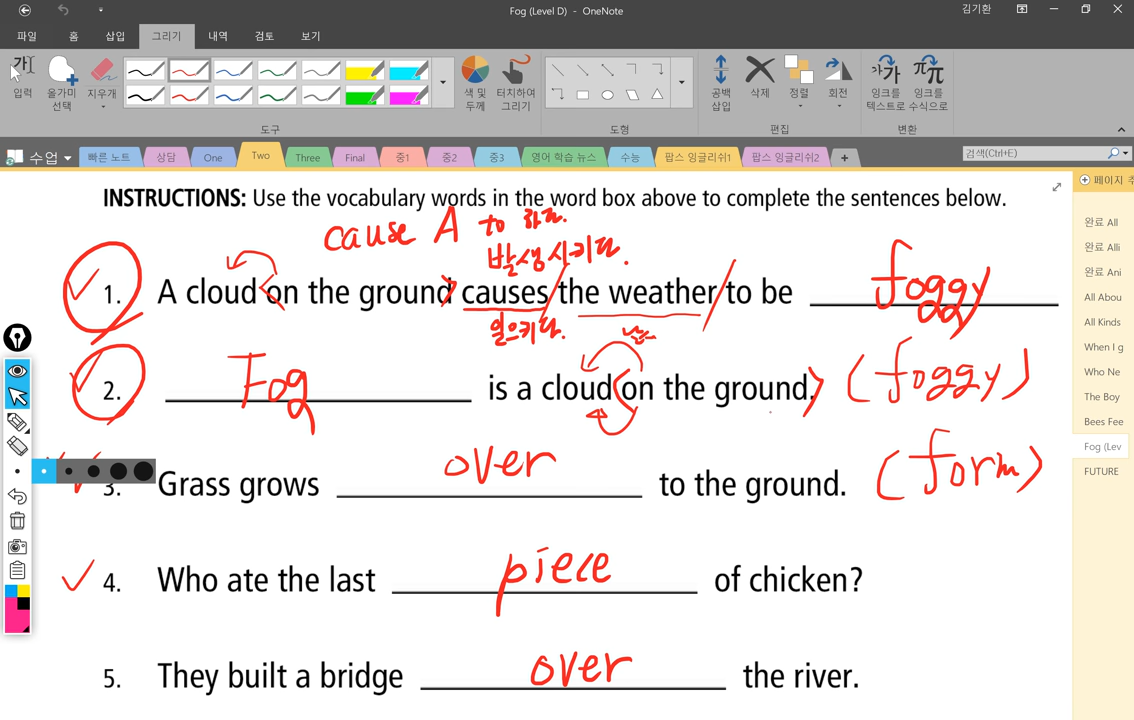 Fog (Level D) - OneNote
김기환
파일 홈 삽입 그리기 내역 검토 보기
입력
올가미 선택
지우개
색 및 두께
터치하여 그리기
공백 삽입
삭제
정렬
회전
잉크를 텍스트로
잉크를 수식으로
도구
도형
편집
변환
수업
빠른 노트 상담 One Two Three Final 중1 중2 중3 영어 학습 뉴스 수능 팝스 잉글리쉬1 팝스 잉글리쉬2 +
검색(Ctrl+E)
페이지 추
완료 All
완료 Alli
완료 Ani
All Abou
All Kinds
When I g
Who Ne
The Boy
Bees Fee
Fog (Lev
FUTURE
INSTRUCTIONS: Use the vocabulary words in the word box above to complete the sentences below.
cause A to 하다.
발생시키다.
1. A cloud on the ground causes the weather to be foggy
일으키다.
2. Fog is a cloud on the ground. (foggy)
3. Grass grows over to the ground. (form)
4. Who ate the last piece of chicken?
5. They built a bridge over the river.